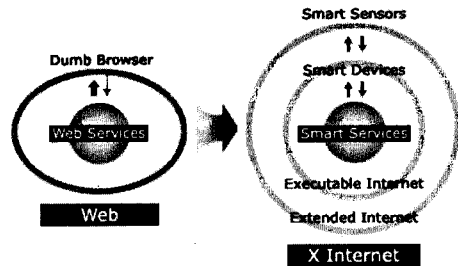 Dumb Browser
Web Services
Web
Smart Sensors
Smart Devices
Smart Services
Executable Internet
Extended Internet
X Internet